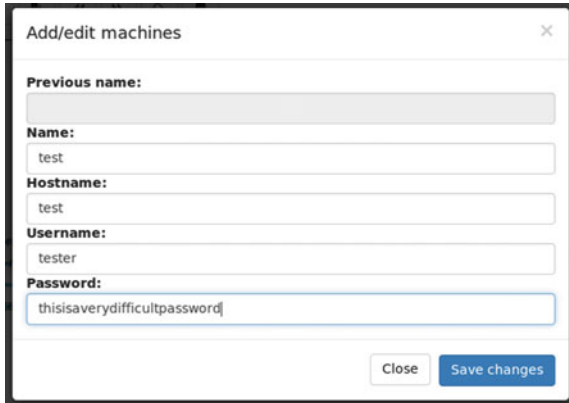 Add/edit machines
×
Previous name:
Name:
test
Hostname:
test
Username:
tester
Password:
thisisaverydifficultpassword
Close Save changes